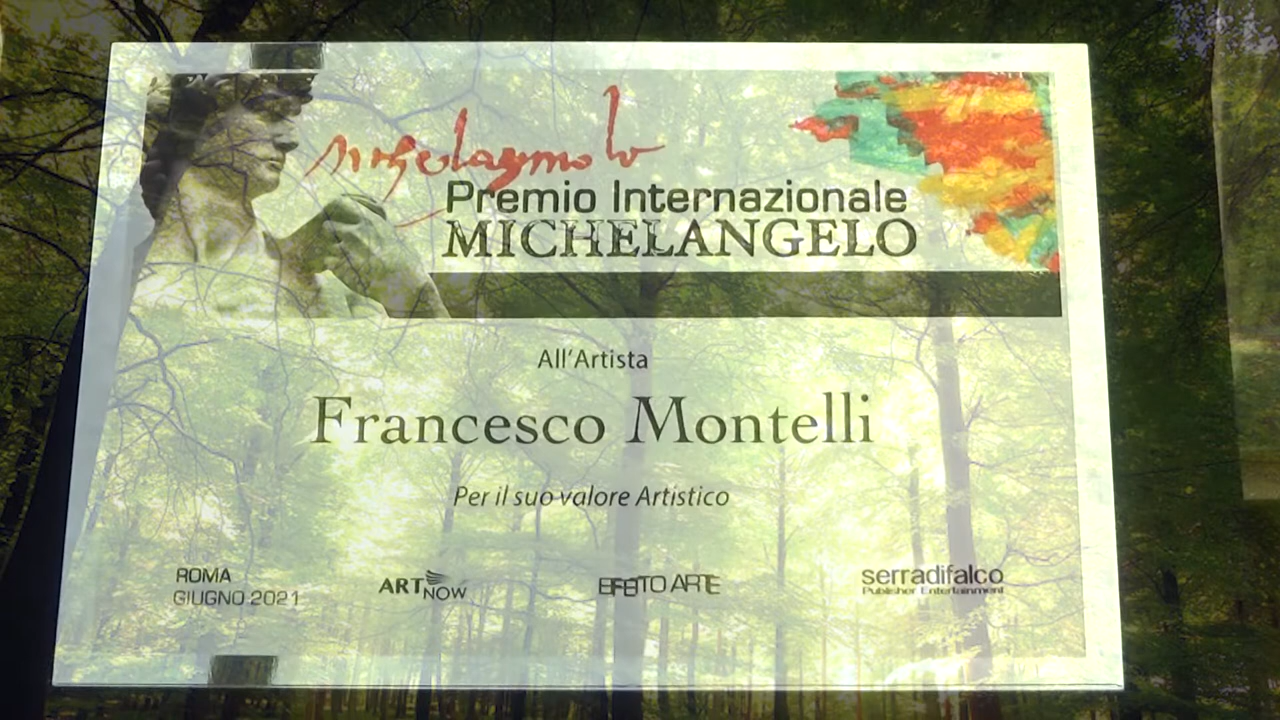 Michelangelo
Premio Internazionale
MICHELANGELO
All'Artista
Francesco Montelli
Per il suo valore Artistico
ROMA
GIUGNO 2021
ART NOW
EFFETTO ARTE
serradifalco
Publisher Entertainment